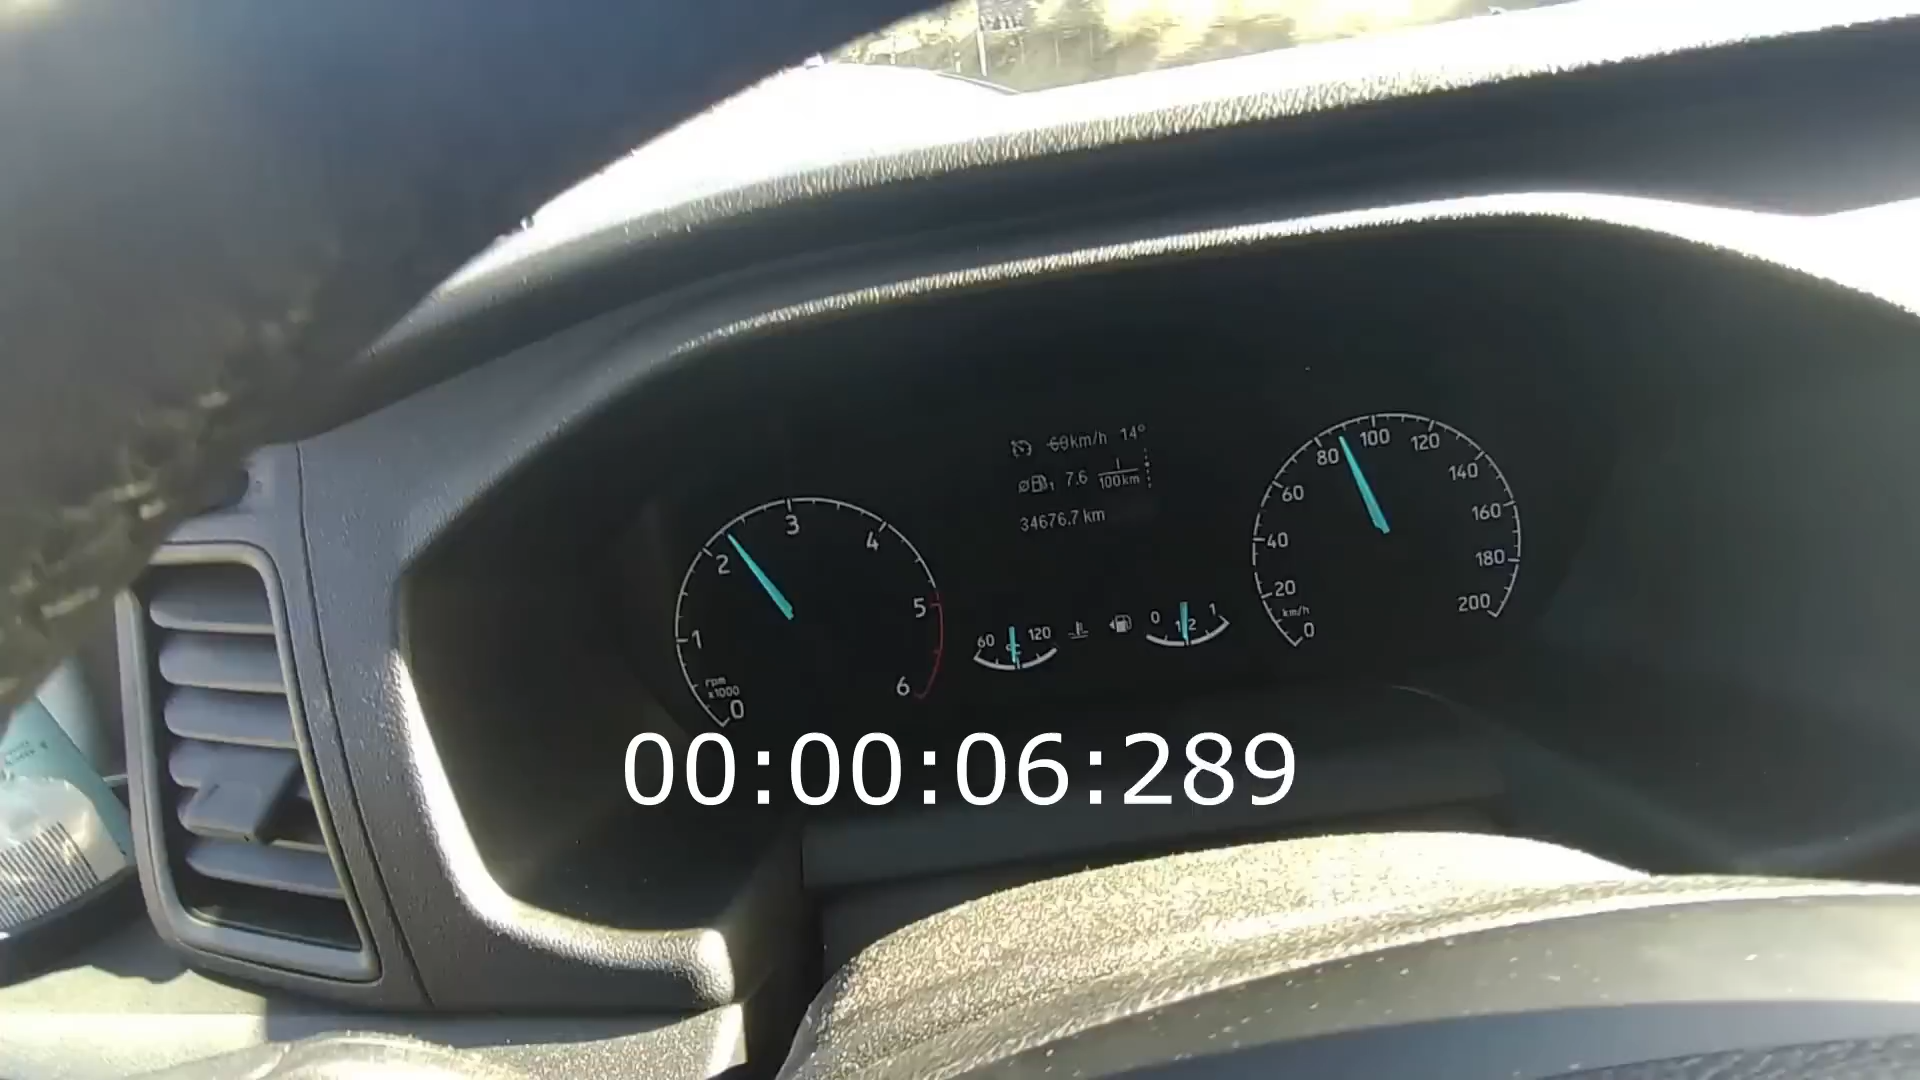 69km/h 14°
ø 1 7.6 l/100km
34676.7 km
0 1 2 3 4 5 6
rpm
x1000
60 °C 120
0 1/2 1
0 20 40 60 80 100 120 140 160 180 200
km/h
00:00:06:289